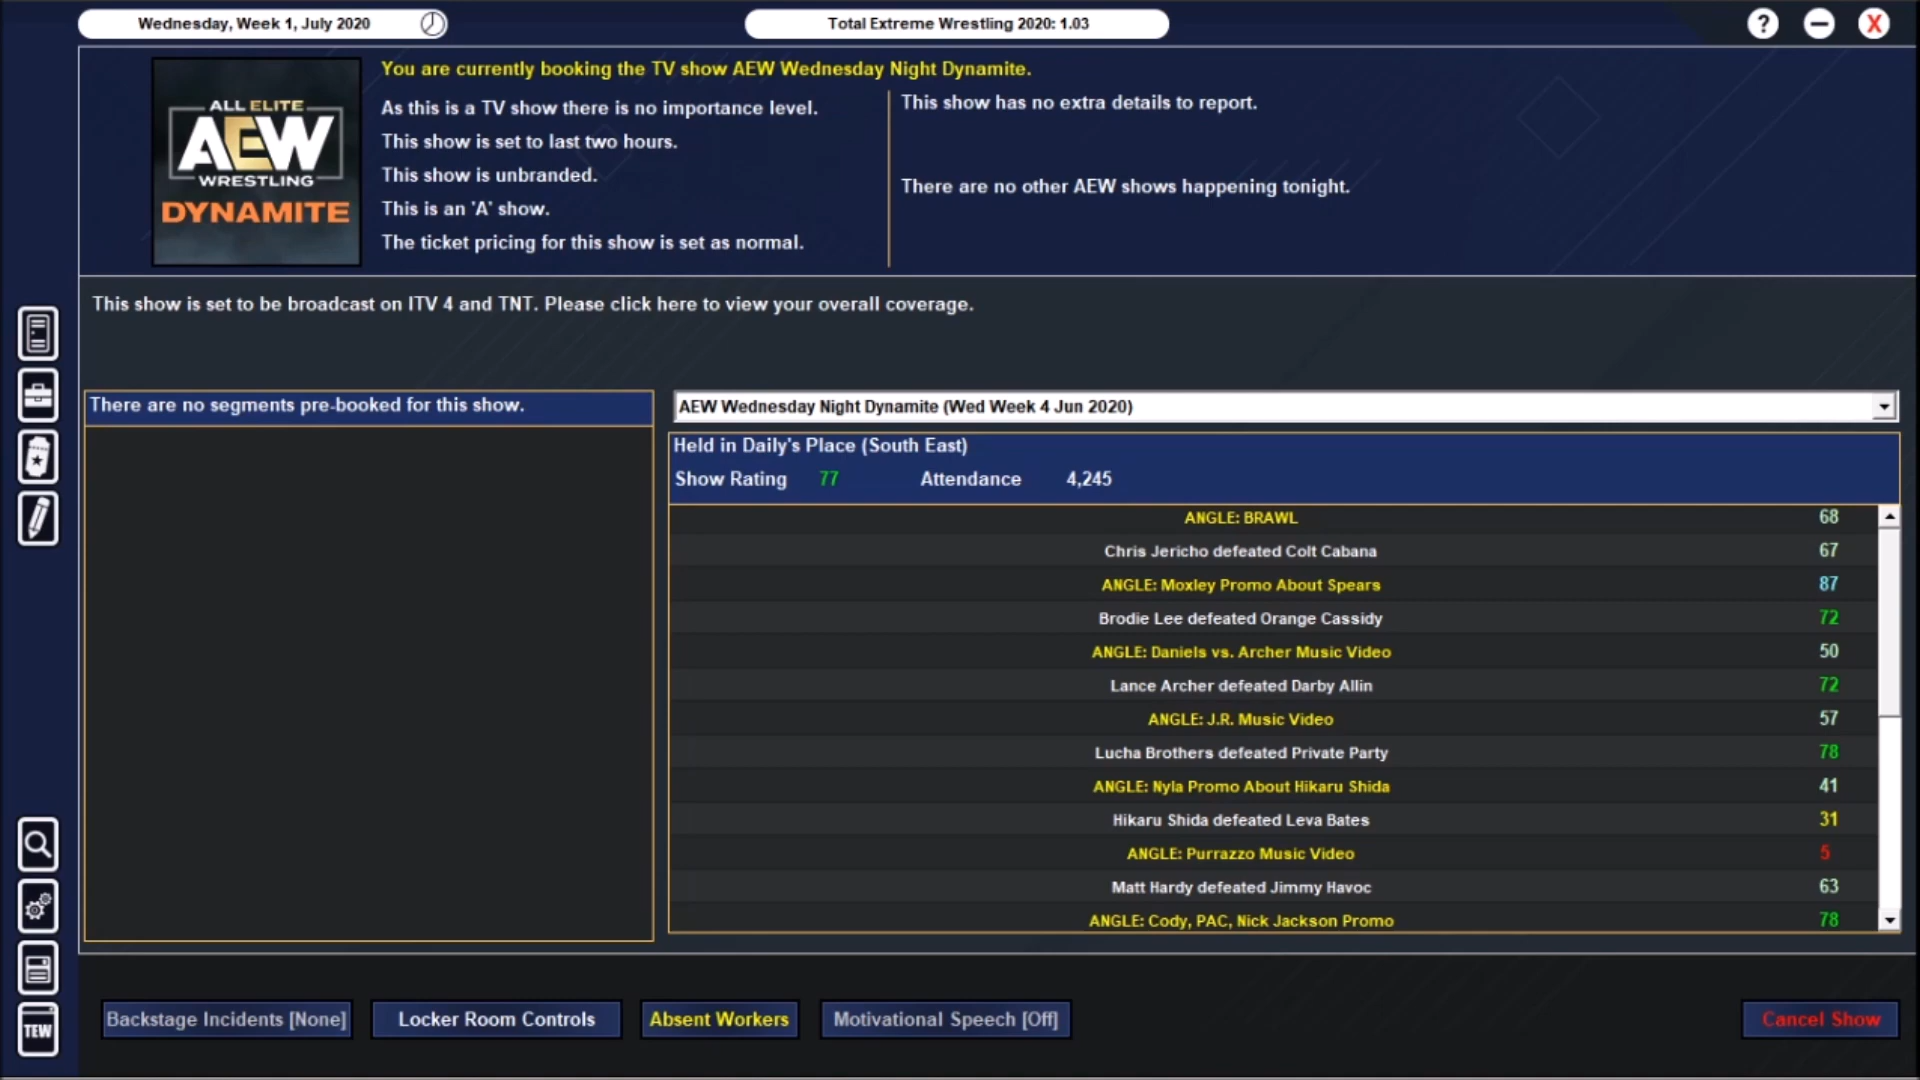 Wednesday, Week 1, July 2020
Total Extreme Wrestling 2020: 1.03
?
X
ALL ELITE
AEW
WRESTLING
DYNAMITE
You are currently booking the TV show AEW Wednesday Night Dynamite.
As this is a TV show there is no importance level.
This show is set to last two hours.
This show is unbranded.
This is an 'A' show.
The ticket pricing for this show is set as normal.
This show has no extra details to report.
There are no other AEW shows happening tonight.
This show is set to be broadcast on ITV 4 and TNT. Please click here to view your overall coverage.
There are no segments pre-booked for this show.
AEW Wednesday Night Dynamite (Wed Week 4 Jun 2020)
Held in Daily's Place (South East)
Show Rating 77 Attendance 4,245
ANGLE: BRAWL 68
Chris Jericho defeated Colt Cabana 67
ANGLE: Moxley Promo About Spears 87
Brodie Lee defeated Orange Cassidy 72
ANGLE: Daniels vs. Archer Music Video 50
Lance Archer defeated Darby Allin 72
ANGLE: J.R. Music Video 57
Lucha Brothers defeated Private Party 78
ANGLE: Nyla Promo About Hikaru Shida 41
Hikaru Shida defeated Leva Bates 31
ANGLE: Purrazzo Music Video 5
Matt Hardy defeated Jimmy Havoc 63
ANGLE: Cody, PAC, Nick Jackson Promo 78
TEW
Backstage Incidents [None]
Locker Room Controls
Absent Workers
Motivational Speech [Off]
Cancel Show